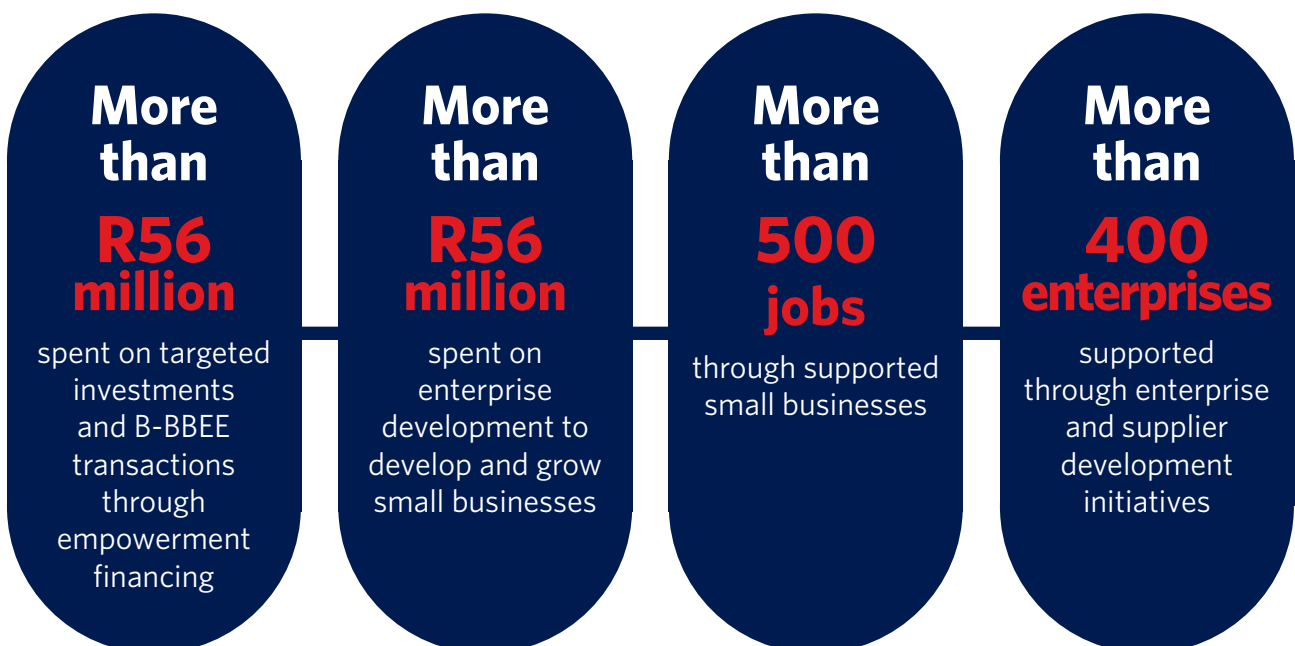 More
than
R56
million
spent on targeted
investments
and B-BBEE
transactions
through
empowerment
financing
More
than
R56
million
spent on
enterprise
development to
develop and grow
small businesses
More
than
500
jobs
through supported
small businesses
More
than
400
enterprises
supported
through enterprise
and supplier
development
initiatives